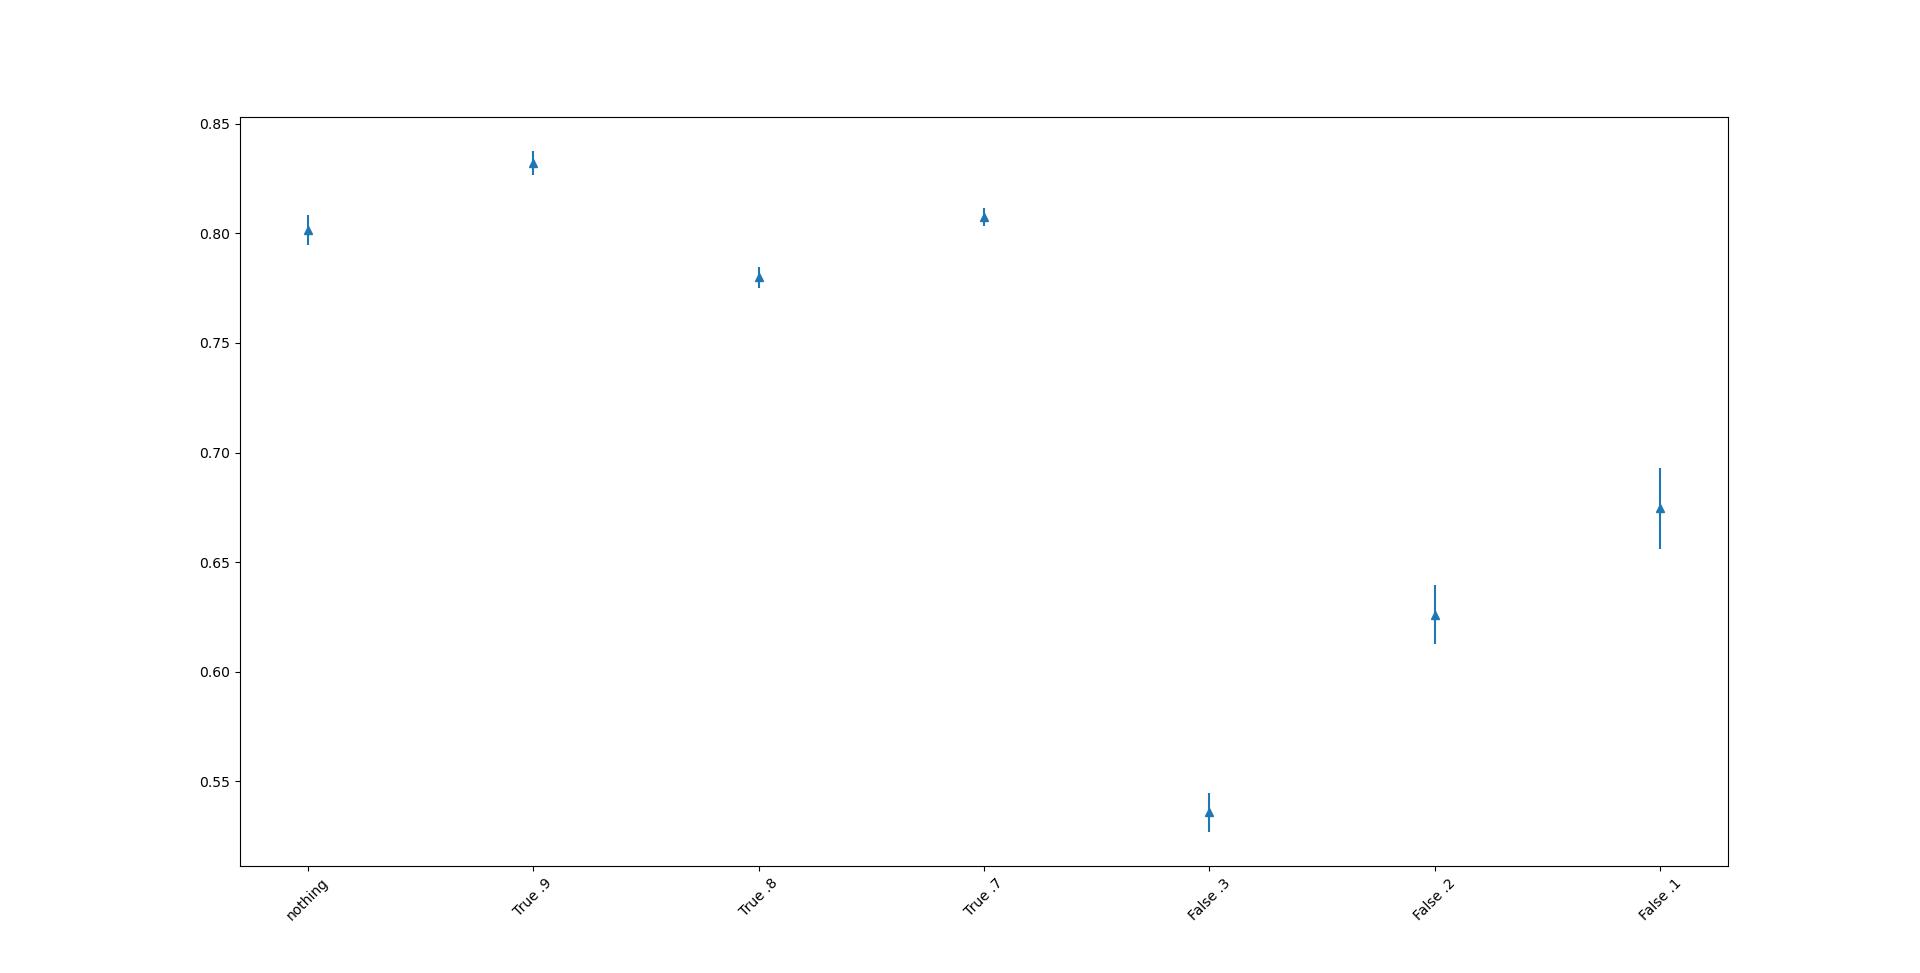 0.85
0.80
0.75
0.70
0.65
0.60
0.55
nothing
True .9
True .8
True .7
False .3
False .2
False .1